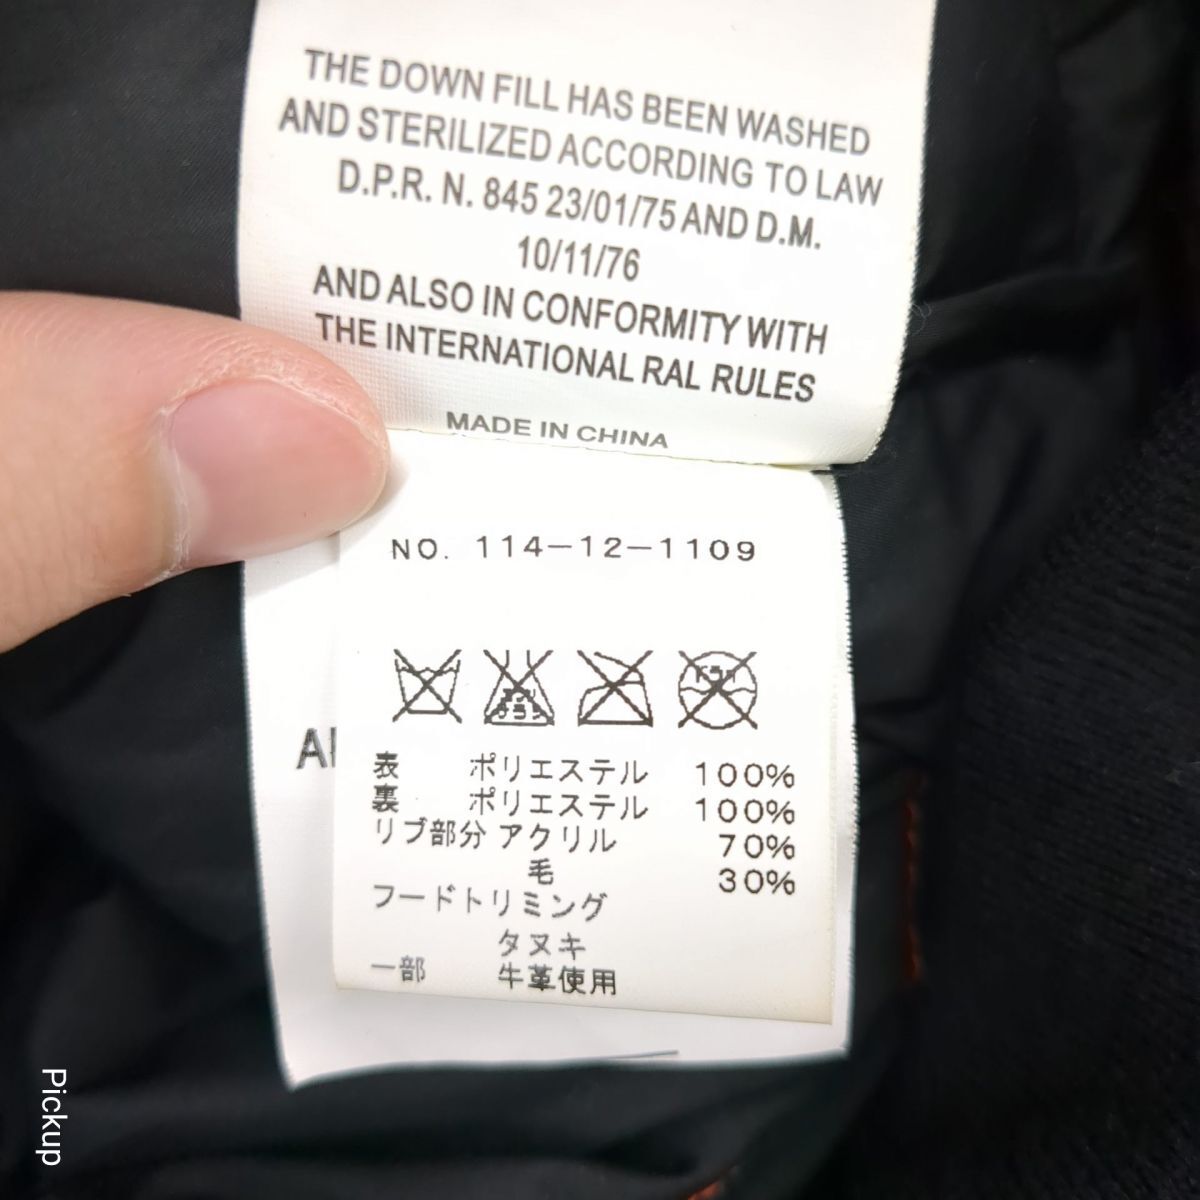 THE DOWN FILL HAS BEEN WASHED
AND STERILIZED ACCORDING TO LAW
D.P.R. N. 845 23/01/75 AND D.M.
10/11/76
AND ALSO IN CONFORMITY WITH
THE INTERNATIONAL RAL RULES
MADE IN CHINA
NO. 114-12-1109
表 ポリエステル 100%
裏 ポリエステル 100%
リブ部分 アクリル 70%
毛 30%
フードトリミング
タヌキ
一部 牛革使用
Pickup